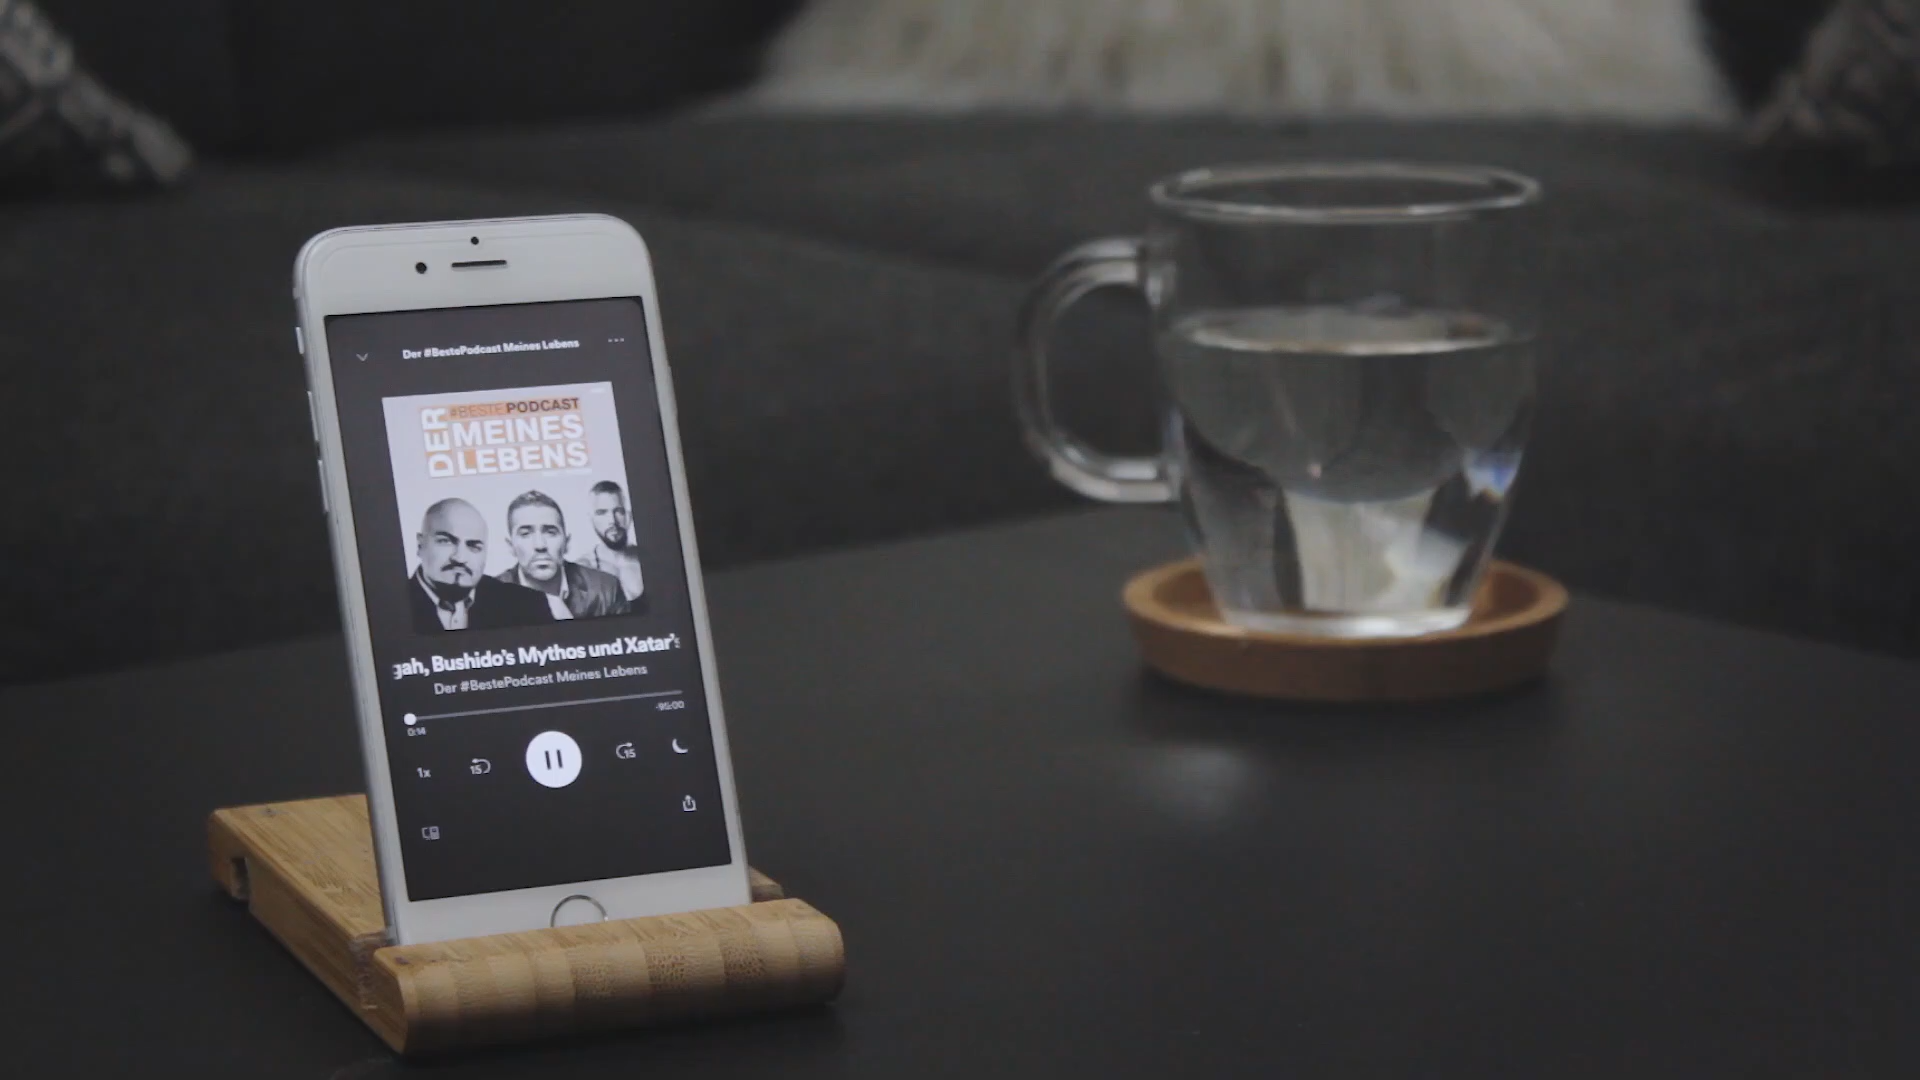 Der #BestePodcast Meines Lebens
DER
#BESTEPODCAST
MEINES
LEBENS
gah, Bushido's Mythos und Xatar's
Der #BestePodcast Meines Lebens
0:14
-95:00
1x
15
15